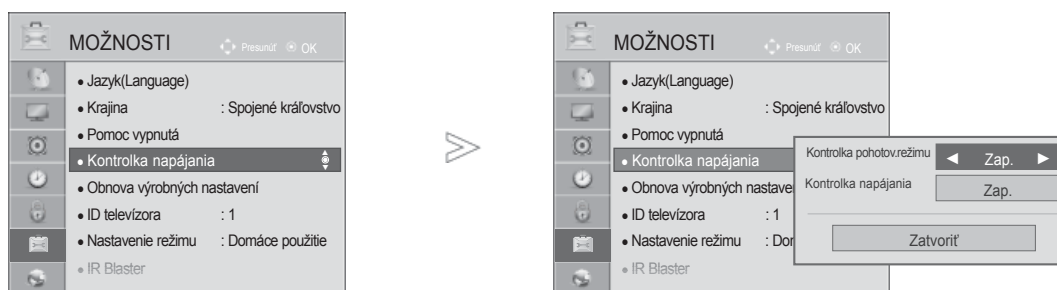 MOŽNOSTI Presunúť OK
• Jazyk(Language)
• Krajina : Spojené kráľovstvo
• Pomoc vypnutá
• Kontrolka napájania
• Obnova výrobných nastavení
• ID televízora : 1
• Nastavenie režimu : Domáce použitie
• IR Blaster
MOŽNOSTI Presunúť OK
• Jazyk(Language)
• Krajina : Spojené kráľovstvo
• Pomoc vypnutá
• Kontrolka napájania
• Obnova výrobných nastave
• ID televízora : 1
• Nastavenie režimu : Dor
• IR Blaster
Kontrolka pohotov.režimu ◄ Zap. ►
Kontrolka napájania Zap.
Zatvoriť